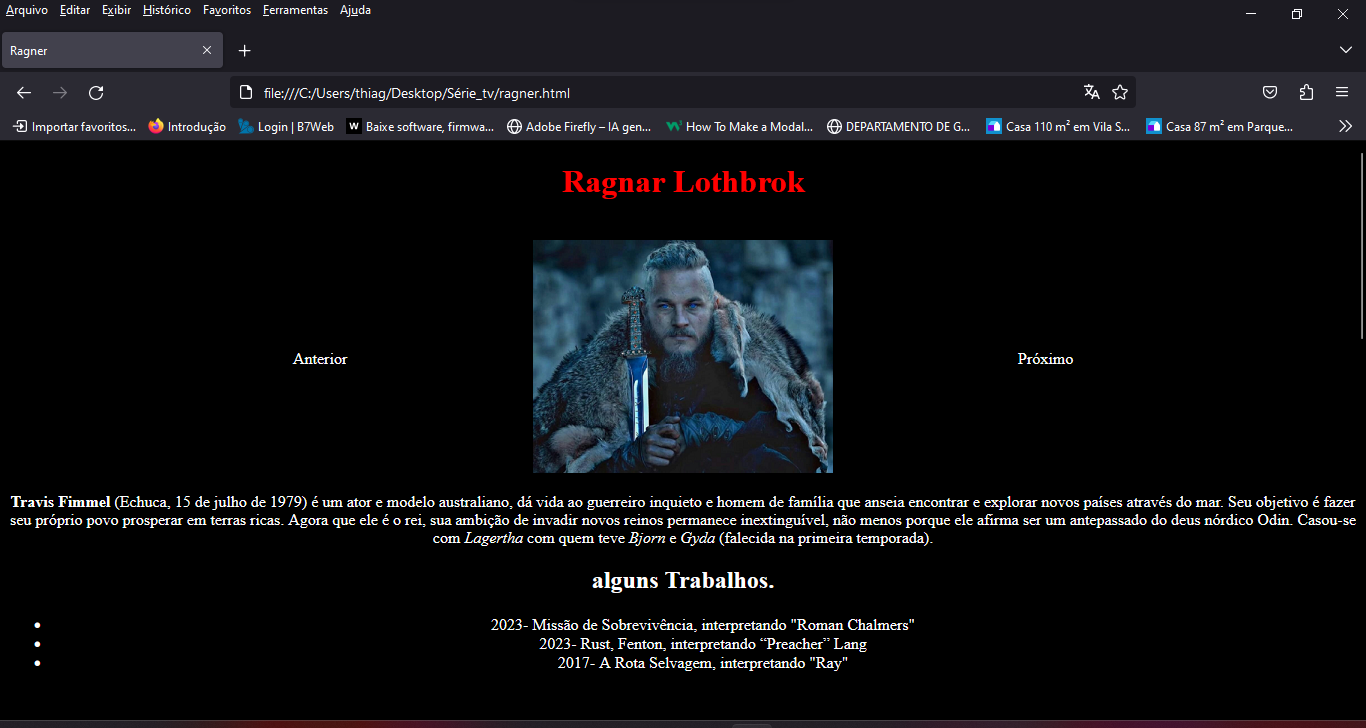 Arquivo Editar Exibir Histórico Favoritos Ferramentas Ajuda
Ragner
file:///C:/Users/thiag/Desktop/Série_tv/ragner.html
Importar favoritos... Introdução Login | B7Web W Baixe software, firmwa... Adobe Firefly – IA gen... How To Make a Modal... DEPARTAMENTO DE G... Casa 110 m² em Vila S... Casa 87 m² em Parque...
Ragnar Lothbrok
Anterior Próximo
Travis Fimmel (Echuca, 15 de julho de 1979) é um ator e modelo australiano, dá vida ao guerreiro inquieto e homem de família que anseia encontrar e explorar novos países através do mar. Seu objetivo é fazer
seu próprio povo prosperar em terras ricas. Agora que ele é o rei, sua ambição de invadir novos reinos permanece inextinguível, não menos porque ele afirma ser um antepassado do deus nórdico Odin. Casou-se
com Lagertha com quem teve Bjorn e Gyda (falecida na primeira temporada).
alguns Trabalhos.
2023- Missão de Sobrevivência, interpretando "Roman Chalmers"
2023- Rust, Fenton, interpretando “Preacher” Lang
2017- A Rota Selvagem, interpretando "Ray"